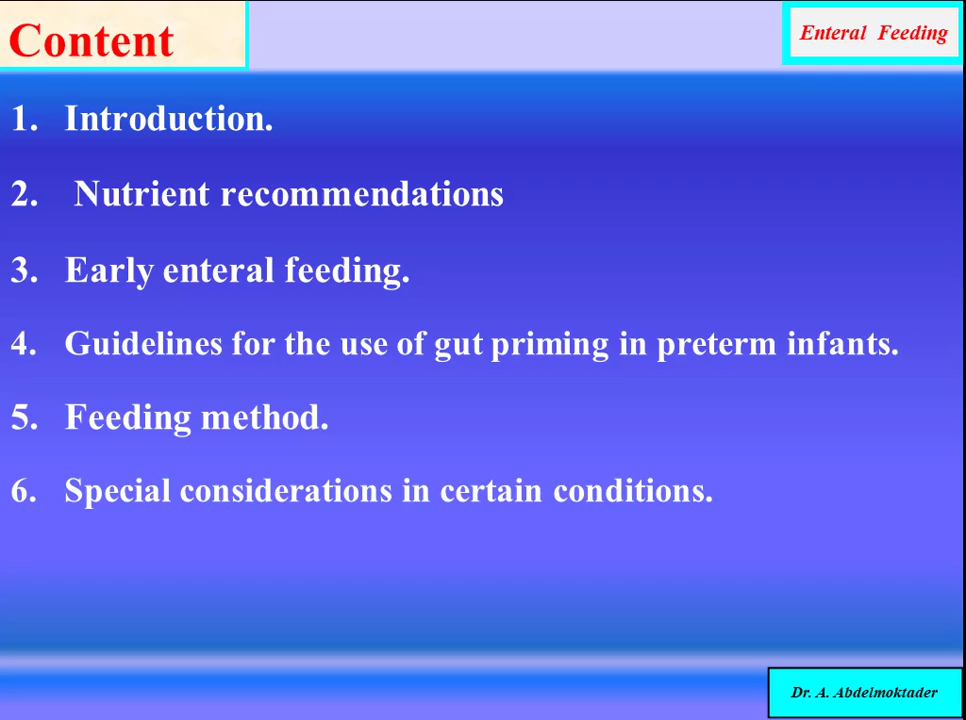 Content
Enteral Feeding
1. Introduction.
2. Nutrient recommendations
3. Early enteral feeding.
4. Guidelines for the use of gut priming in preterm infants.
5. Feeding method.
6. Special considerations in certain conditions.
Dr. A. Abdelmoktader